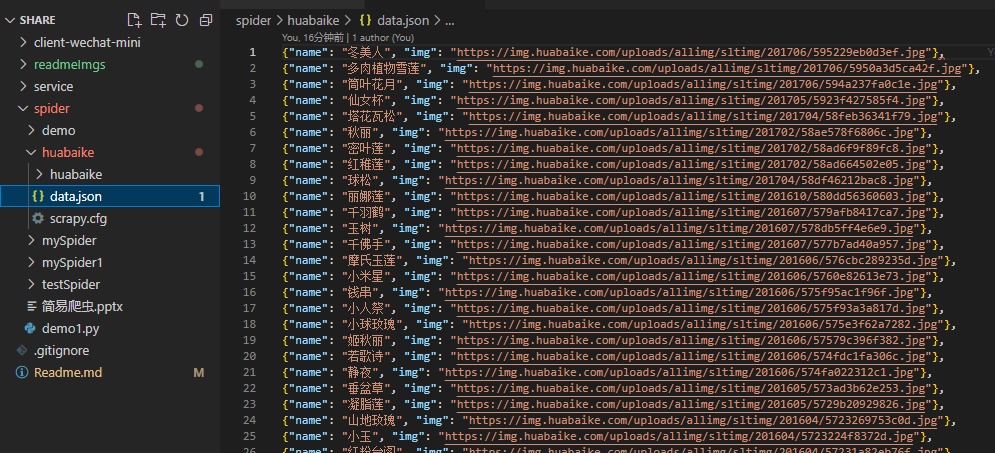 SHARE
client-wechat-mini
readmeImgs
service
spider
demo
huabaike
huabaike
data.json 1
scrapy.cfg
mySpider
mySpider1
testSpider
简易爬虫.pptx
demo1.py
.gitignore
Readme.md M
spider > huabaike > {} data.json > ...
You, 16分钟前 | 1 author (You)
1 {"name": "冬美人", "img": "https://img.huabaike.com/uploads/allimg/sltimg/201706/595229eb0d3ef.jpg"},
2 {"name": "多肉植物雪莲", "img": "https://img.huabaike.com/uploads/allimg/sltimg/201706/5950a3d5ca42f.jpg"},
3 {"name": "筒叶花月", "img": "https://img.huabaike.com/uploads/allimg/sltimg/201706/594a237fa0c1e.jpg"},
4 {"name": "仙女杯", "img": "https://img.huabaike.com/uploads/allimg/sltimg/201705/5923f427585f4.jpg"},
5 {"name": "塔花瓦松", "img": "https://img.huabaike.com/uploads/allimg/sltimg/201704/58feb36341f79.jpg"},
6 {"name": "秋丽", "img": "https://img.huabaike.com/uploads/allimg/sltimg/201702/58ae578f6806c.jpg"},
7 {"name": "密叶莲", "img": "https://img.huabaike.com/uploads/allimg/sltimg/201702/58ad6f9f89fc8.jpg"},
8 {"name": "红稚莲", "img": "https://img.huabaike.com/uploads/allimg/sltimg/201702/58ad664502e05.jpg"},
9 {"name": "球松", "img": "https://img.huabaike.com/uploads/allimg/sltimg/201704/58df46212bac8.jpg"},
10 {"name": "丽娜莲", "img": "https://img.huabaike.com/uploads/allimg/sltimg/201610/580dd56360603.jpg"},
11 {"name": "千羽鹤", "img": "https://img.huabaike.com/uploads/allimg/sltimg/201607/579afb8417ca7.jpg"},
12 {"name": "玉树", "img": "https://img.huabaike.com/uploads/allimg/sltimg/201607/578db5ff4e6e9.jpg"},
13 {"name": "千佛手", "img": "https://img.huabaike.com/uploads/allimg/sltimg/201607/577b7ad40a957.jpg"},
14 {"name": "摩氏玉莲", "img": "https://img.huabaike.com/uploads/allimg/sltimg/201606/576cbc289235d.jpg"},
15 {"name": "小米星", "img": "https://img.huabaike.com/uploads/allimg/sltimg/201606/5760e82613e73.jpg"},
16 {"name": "钱串", "img": "https://img.huabaike.com/uploads/allimg/sltimg/201606/575f95ac1f96f.jpg"},
17 {"name": "小人祭", "img": "https://img.huabaike.com/uploads/allimg/sltimg/201606/575f93a3a817d.jpg"},
18 {"name": "小球玫瑰", "img": "https://img.huabaike.com/uploads/allimg/sltimg/201606/575e3f62a7282.jpg"},
19 {"name": "姬秋丽", "img": "https://img.huabaike.com/uploads/allimg/sltimg/201606/57579c396f382.jpg"},
20 {"name": "若歌诗", "img": "https://img.huabaike.com/uploads/allimg/sltimg/201606/574fdc1fa306c.jpg"},
21 {"name": "静夜", "img": "https://img.huabaike.com/uploads/allimg/sltimg/201606/574fa022312c1.jpg"},
22 {"name": "垂盆草", "img": "https://img.huabaike.com/uploads/allimg/sltimg/201605/573ad3b62e253.jpg"},
23 {"name": "凝脂莲", "img": "https://img.huabaike.com/uploads/allimg/sltimg/201605/5729b20929826.jpg"},
24 {"name": "山地玫瑰", "img": "https://img.huabaike.com/uploads/allimg/sltimg/201604/5723269753c0d.jpg"},
25 {"name": "小玉", "img": "https://img.huabaike.com/uploads/allimg/sltimg/201604/5723224f8372d.jpg"},
26 {"name": "红粉台阁", "img": "https://img.huabaike.com/uploads/allimg/sltimg/201604/57231a82eb76f.jpg"},